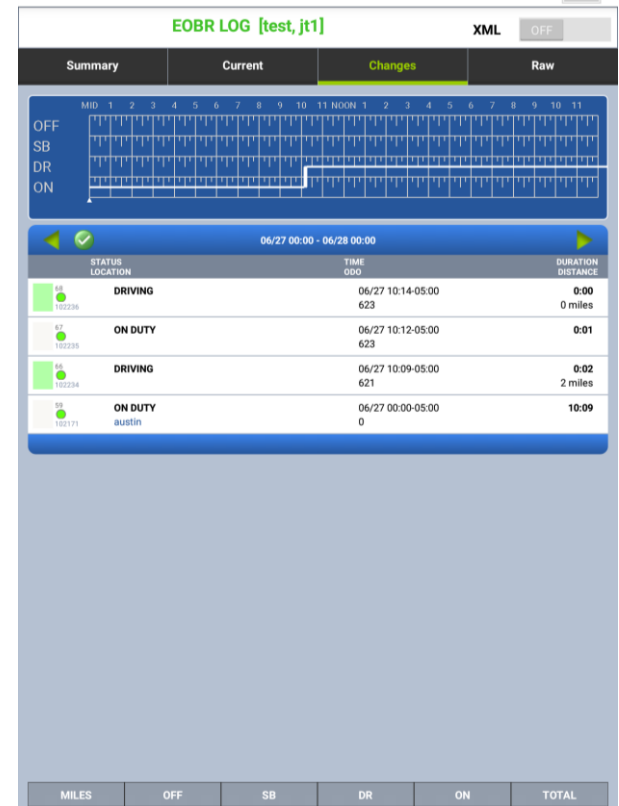 EOBR LOG [test, jt1]
XML OFF
Summary Current Changes Raw
MID 1 2 3 4 5 6 7 8 9 10 11 NOON 1 2 3 4 5 6 7 8 9 10 11
OFF
SB
DR
ON
06/27 00:00 - 06/28 00:00
STATUS TIME DURATION
LOCATION ODO DISTANCE
68 DRIVING 06/27 10:14-05:00 0:00
102236 623 0 miles
67 ON DUTY 06/27 10:12-05:00 0:01
102235 623
66 DRIVING 06/27 10:09-05:00 0:02
102234 621 2 miles
59 ON DUTY 06/27 00:00-05:00 10:09
102171 austin 0
MILES OFF SB DR ON TOTAL